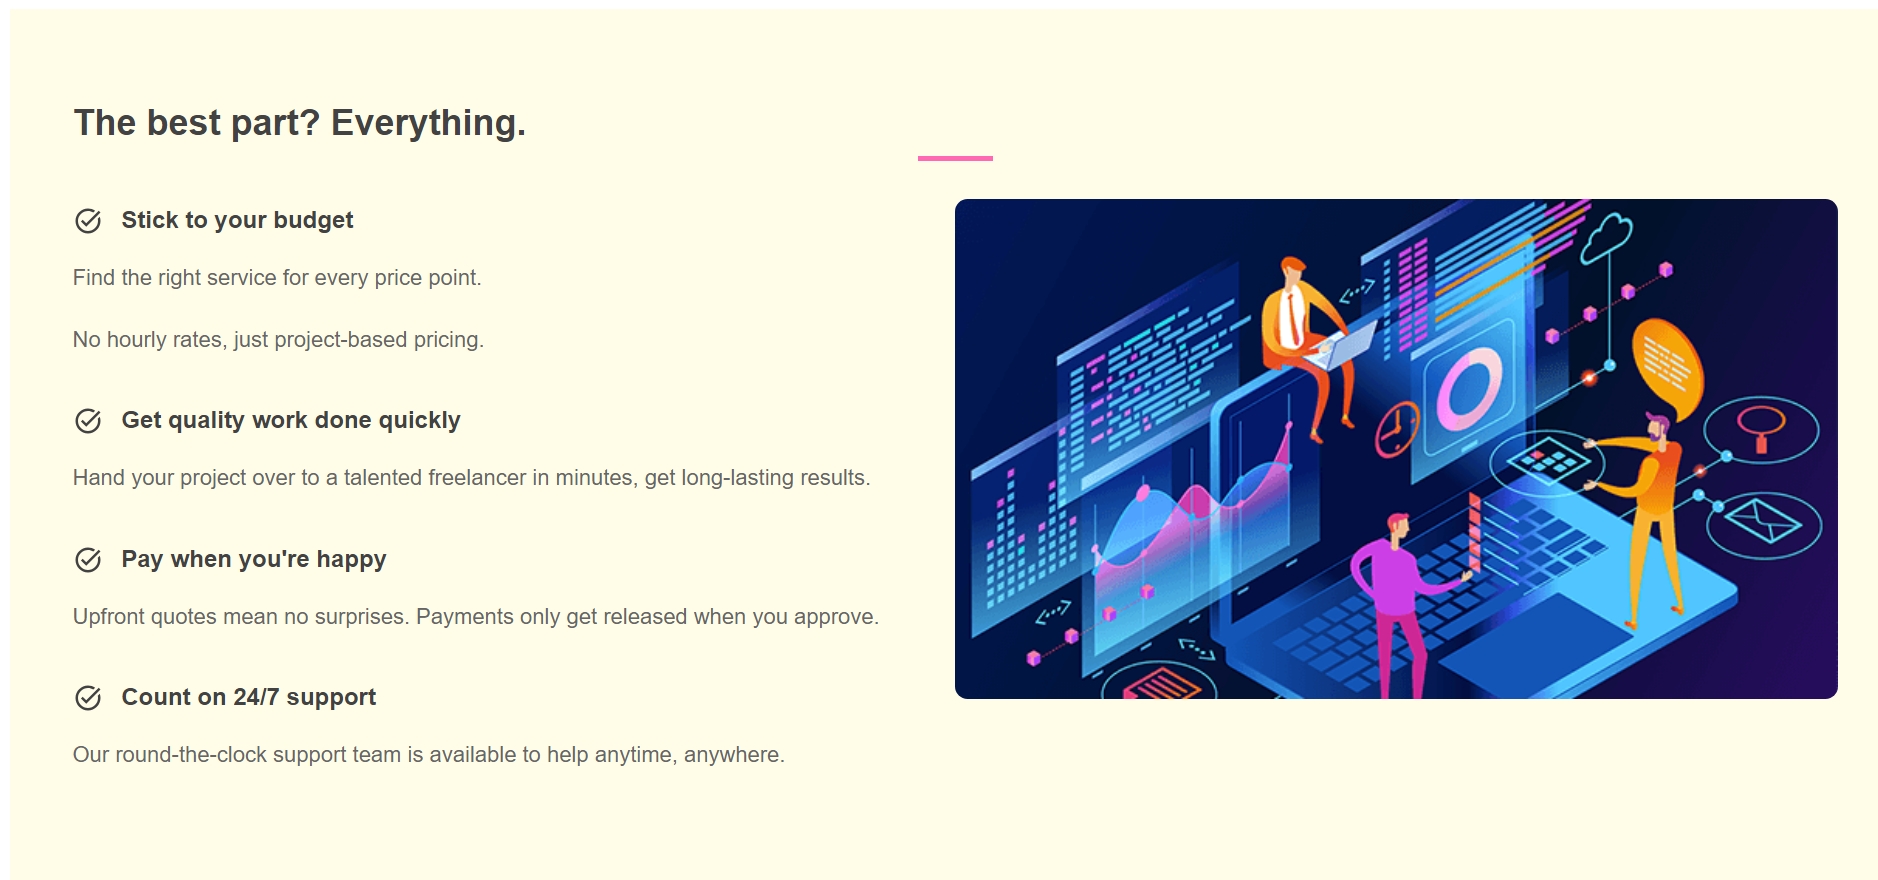 The best part? Everything.
Stick to your budget
Find the right service for every price point.
No hourly rates, just project-based pricing.
Get quality work done quickly
Hand your project over to a talented freelancer in minutes, get long-lasting results.
Pay when you're happy
Upfront quotes mean no surprises. Payments only get released when you approve.
Count on 24/7 support
Our round-the-clock support team is available to help anytime, anywhere.